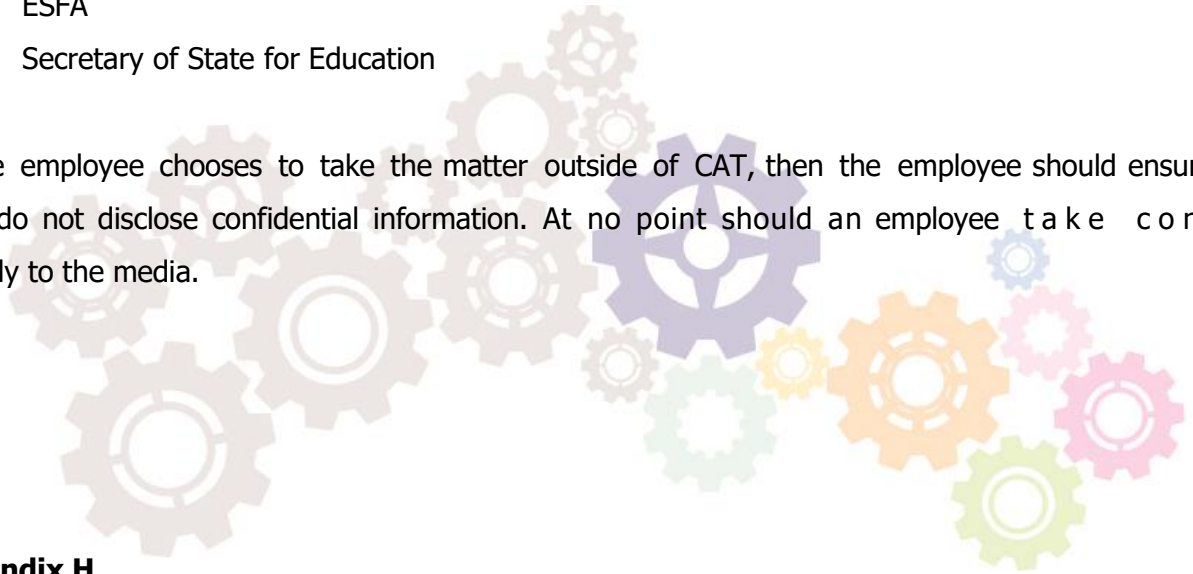 ESFA
Secretary of State for Education
e employee chooses to take the matter outside of CAT, then the employee should ensur
do not disclose confidential information. At no point should an employee t a k e c o n
ly to the media.
ndix H